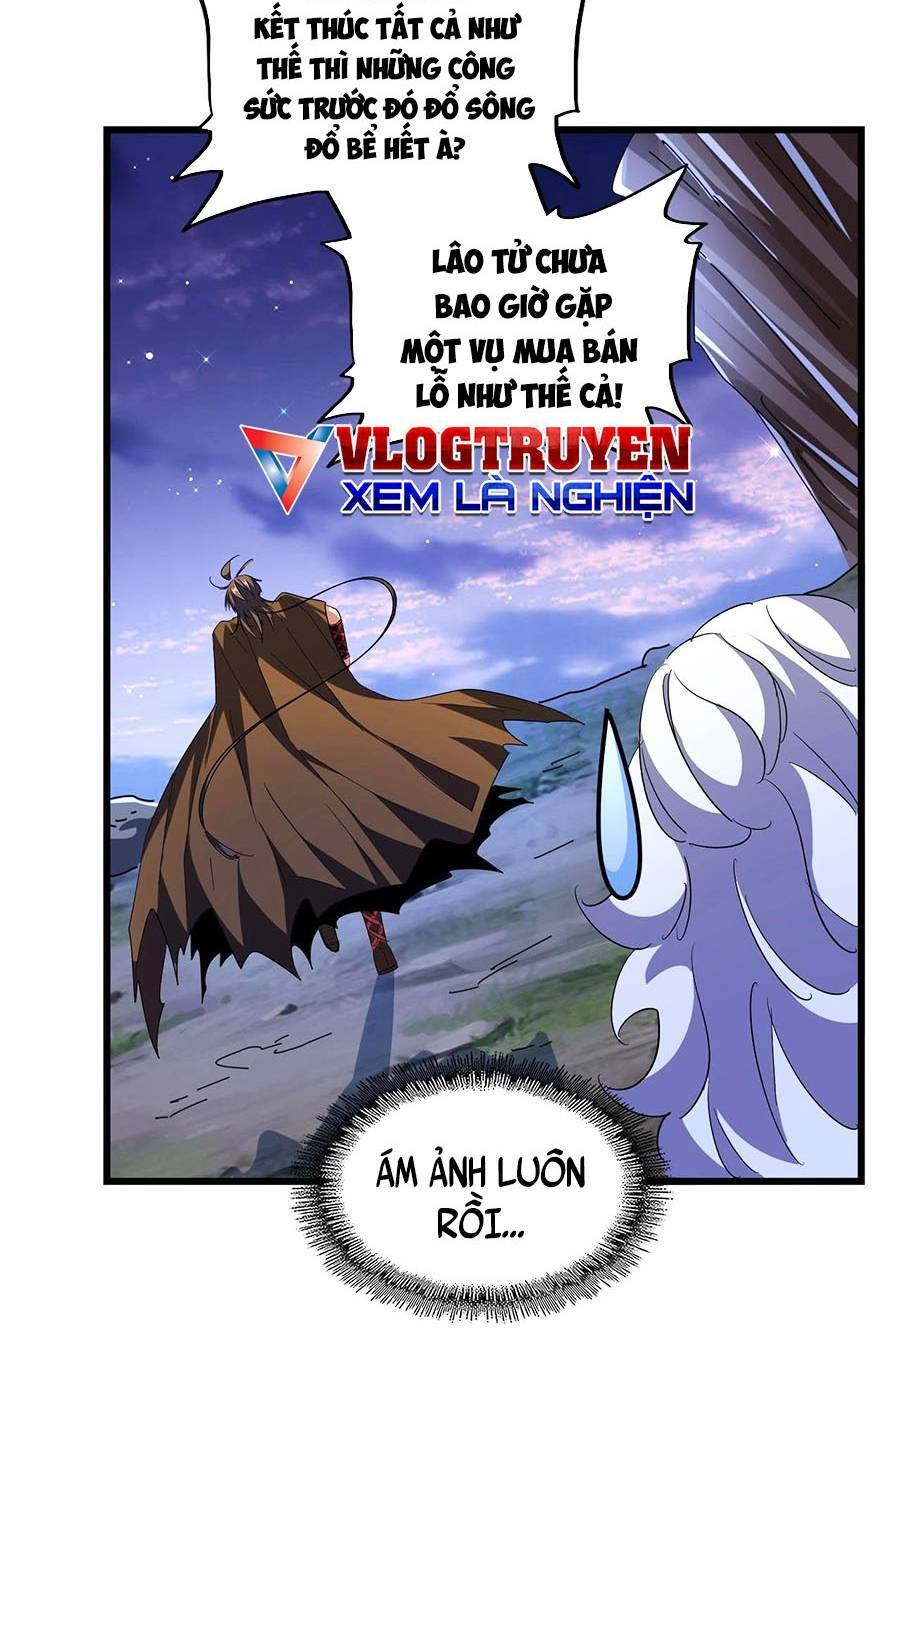 KẾT THÚC TẤT CẢ NHƯ
THẾ THÌ NHỮNG CÔNG
SỨC TRƯỚC ĐÓ ĐỔ SÔNG
ĐỔ BỂ HẾT À?
LÂO TỬ CHƯA
BAO GIỜ GẶP
MỘT VỤ MUA BÁN
LỖ NHƯ THẾ CẢ!
VLOGTRUYEN
XEM LÀ NGHIỆN
ÁM ẢNH LUÔN
RỒI...